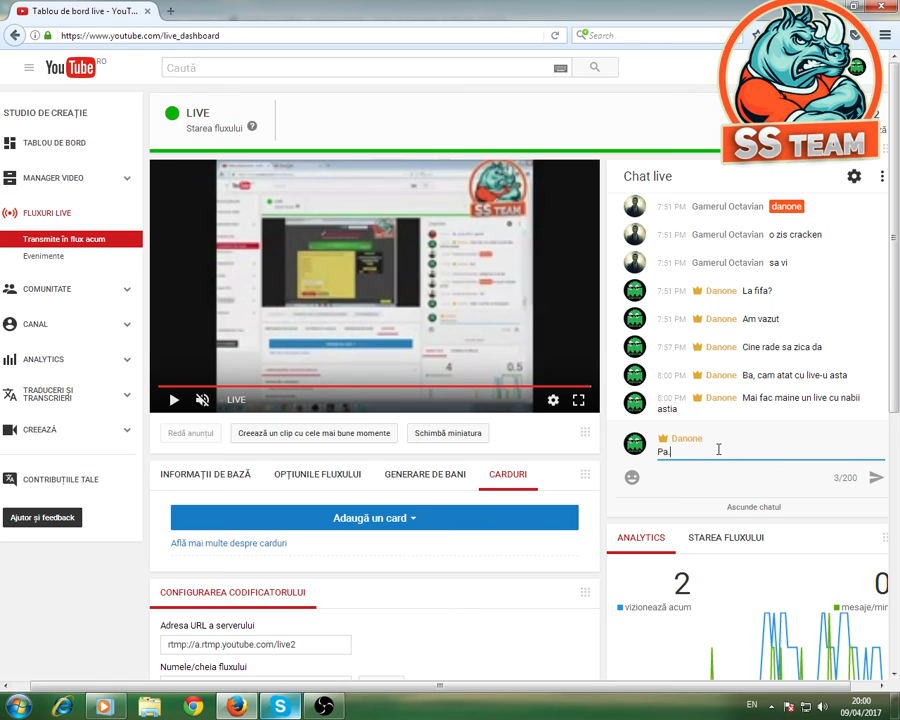 Tablou de bord live - YouT...
https://www.youtube.com/live_dashboard
Search
YouTube RO
Caută
SS TEAM
STUDIO DE CREAȚIE
TABLOU DE BORD
MANAGER VIDEO
FLUXURI LIVE
Transmite în flux acum
Evenimente
COMUNITATE
CANAL
ANALYTICS
TRADUCERI ȘI
TRANSCRIERI
CREEAZĂ
CONTRIBUȚIILE TALE
Ajutor și feedback
LIVE
Starea fluxului
2
SS TEAM
4
0.5
LIVE
Redă anunțul
Creează un clip cu cele mai bune momente
Schimbă miniatura
INFORMAȚII DE BAZĂ
OPȚIUNILE FLUXULUI
GENERARE DE BANI
CARDURI
Adaugă un card
Află mai multe despre carduri
CONFIGURAREA CODIFICATORULUI
Adresa URL a serverului
rtmp://a.rtmp.youtube.com/live2
Numele/cheia fluxului
Chat live
7:51 PM Gamerul Octavian danone
7:51 PM Gamerul Octavian o zis cracken
7:51 PM Gamerul Octavian sa vi
7:51 PM Danone La fifa?
7:51 PM Danone Am vazut
7:57 PM Danone Cine rade sa zica da
8:00 PM Danone Ba, cam atat cu live-u asta
8:00 PM Danone Mai fac maine un live cu nabii
astia
Danone
Pa.
3/200
Ascunde chatul
ANALYTICS
STAREA FLUXULUI
2
vizionează acum
0
mesaje/min
EN
20:00
09/04/2017